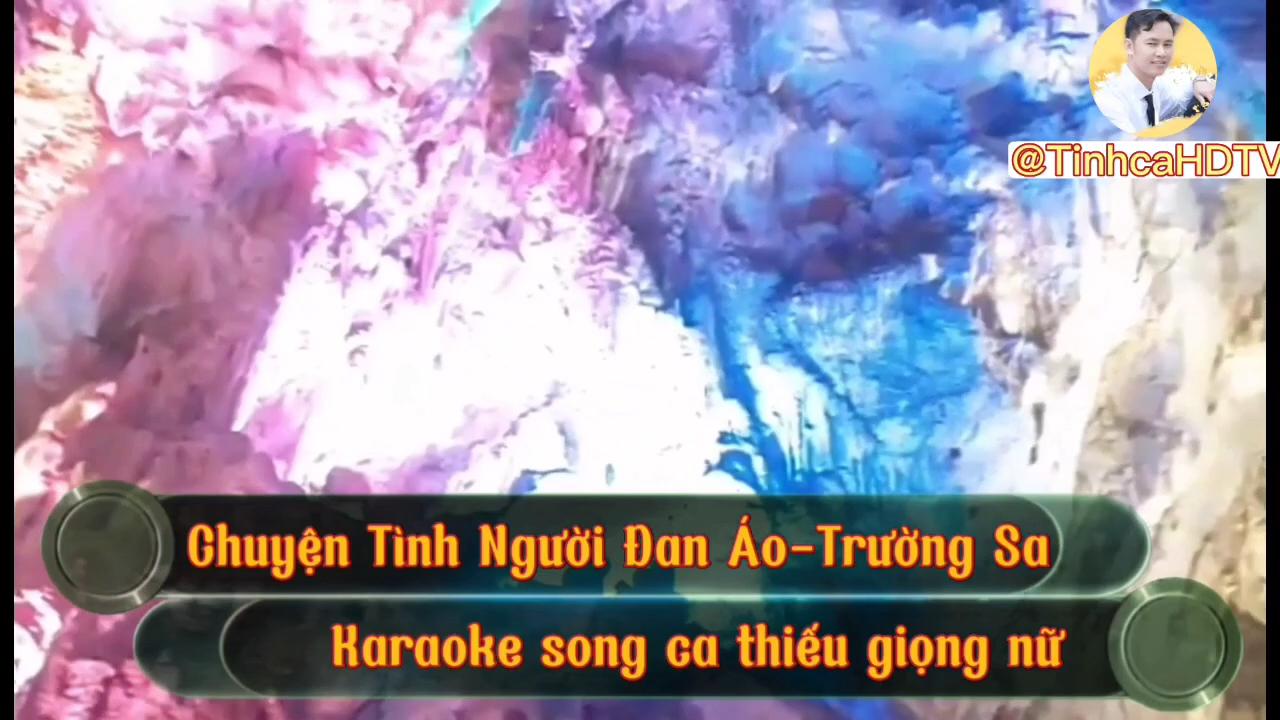 @TinhcaHDTV
Chuyện Tình Người Đan Áo-Trường Sa
Karaoke song ca thiếu giọng nữ